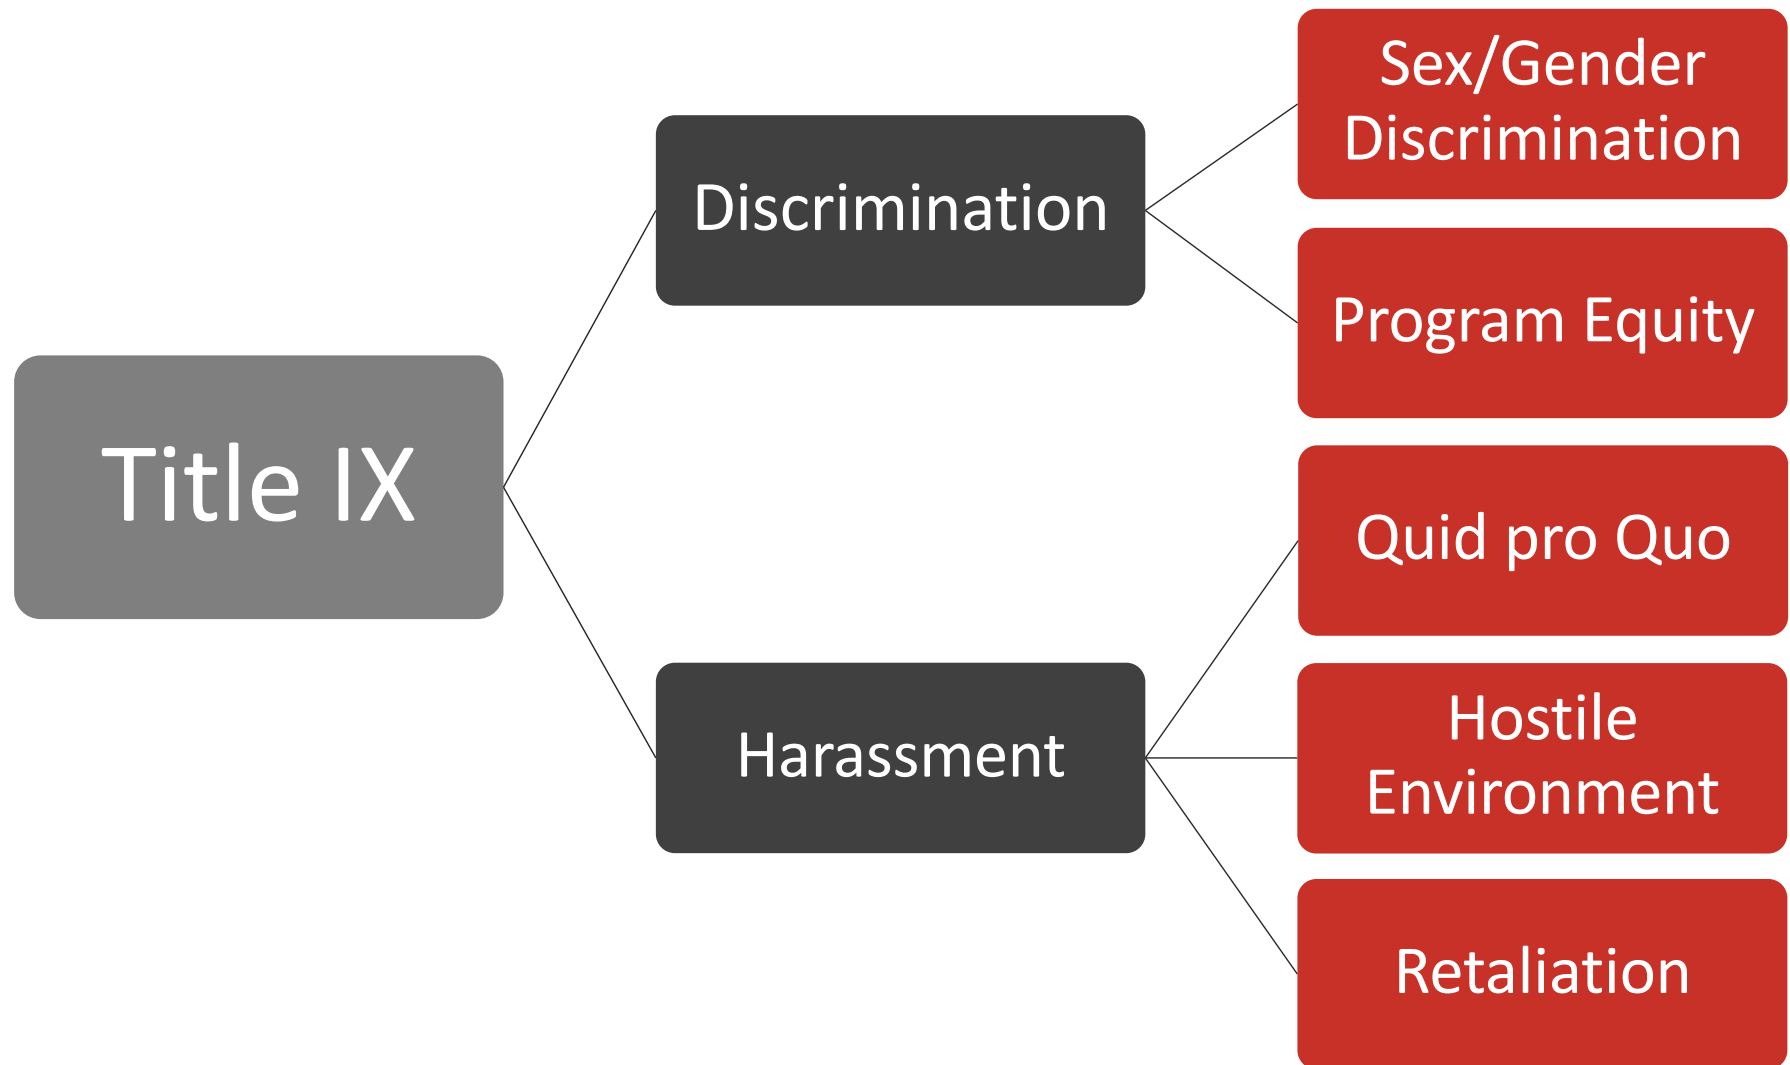 Title IX
Discrimination
Sex/Gender
Discrimination
Program Equity
Harassment
Quid pro Quo
Hostile
Environment
Retaliation